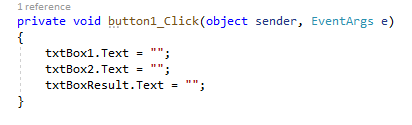 1 reference
private void button1_Click(object sender, EventArgs e)
{
txtBox1.Text = "";
txtBox2.Text = "";
txtBoxResult.Text = "";
}